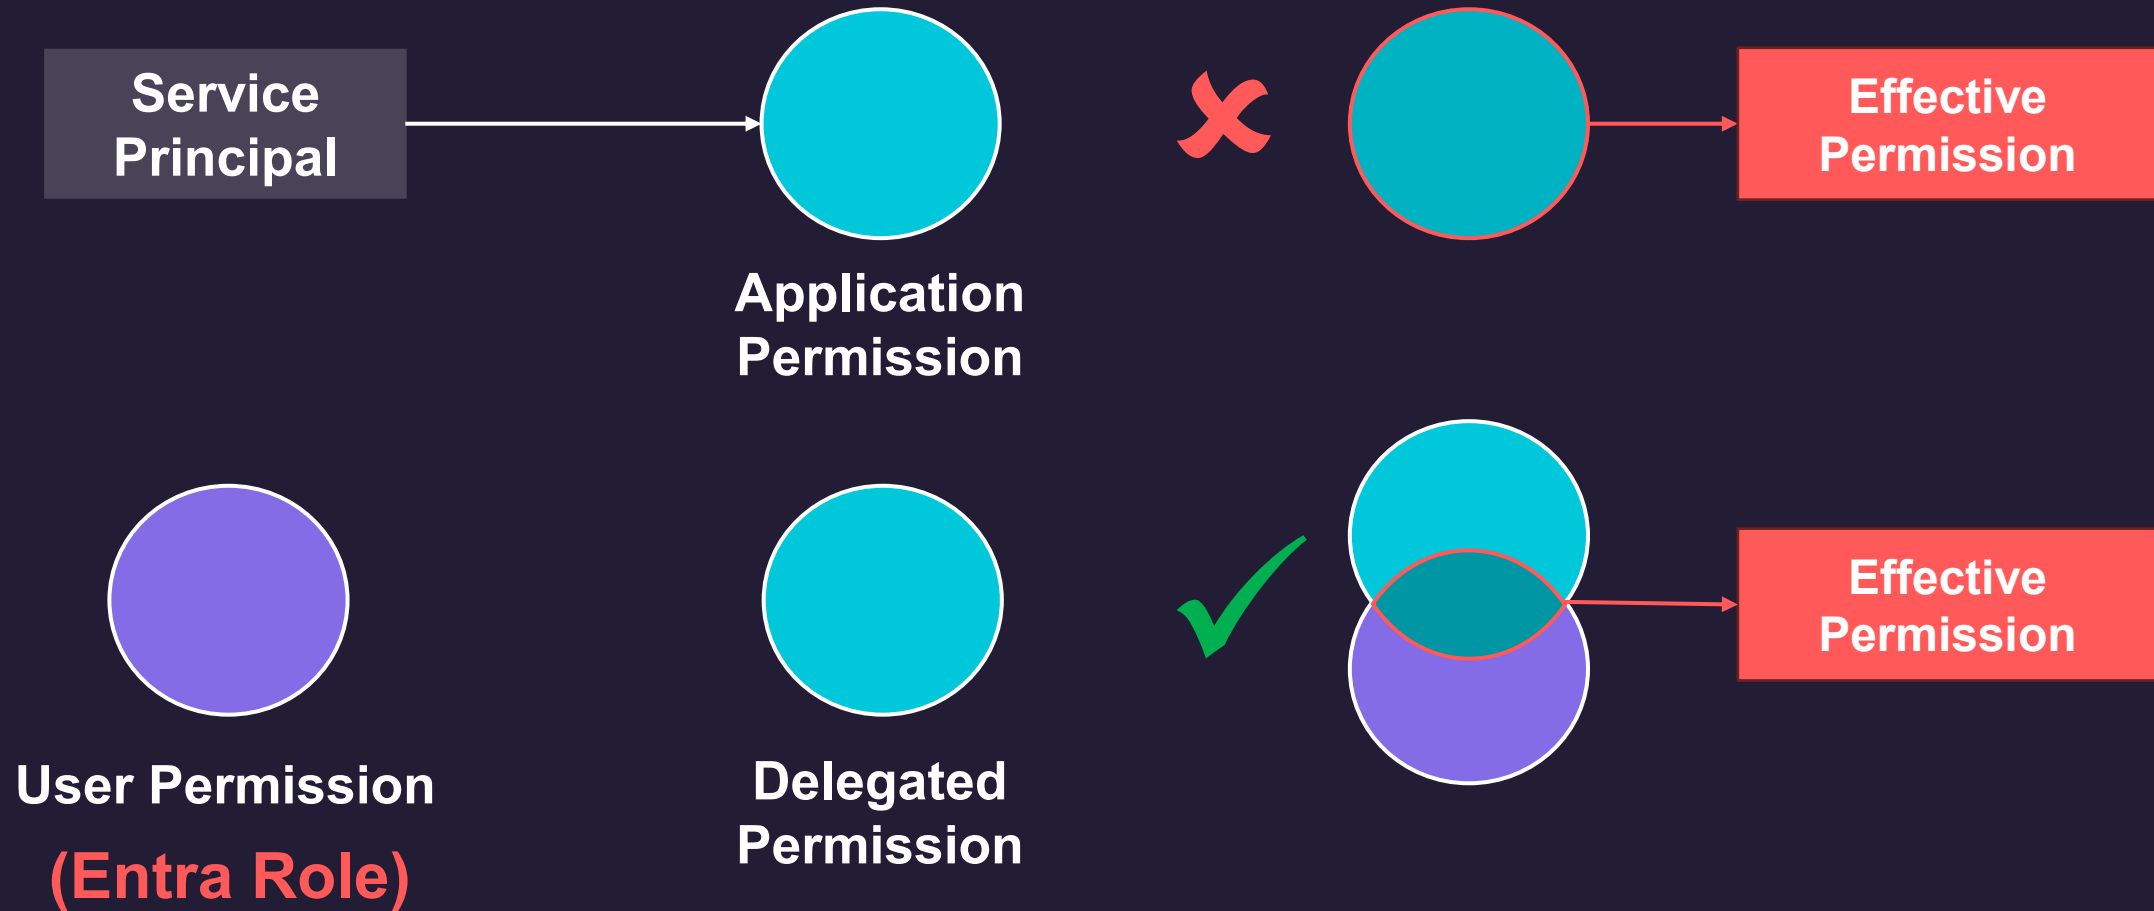 Service
Principal
Application
Permission
Effective
Permission
User Permission
(Entra Role)
Delegated
Permission
Effective
Permission